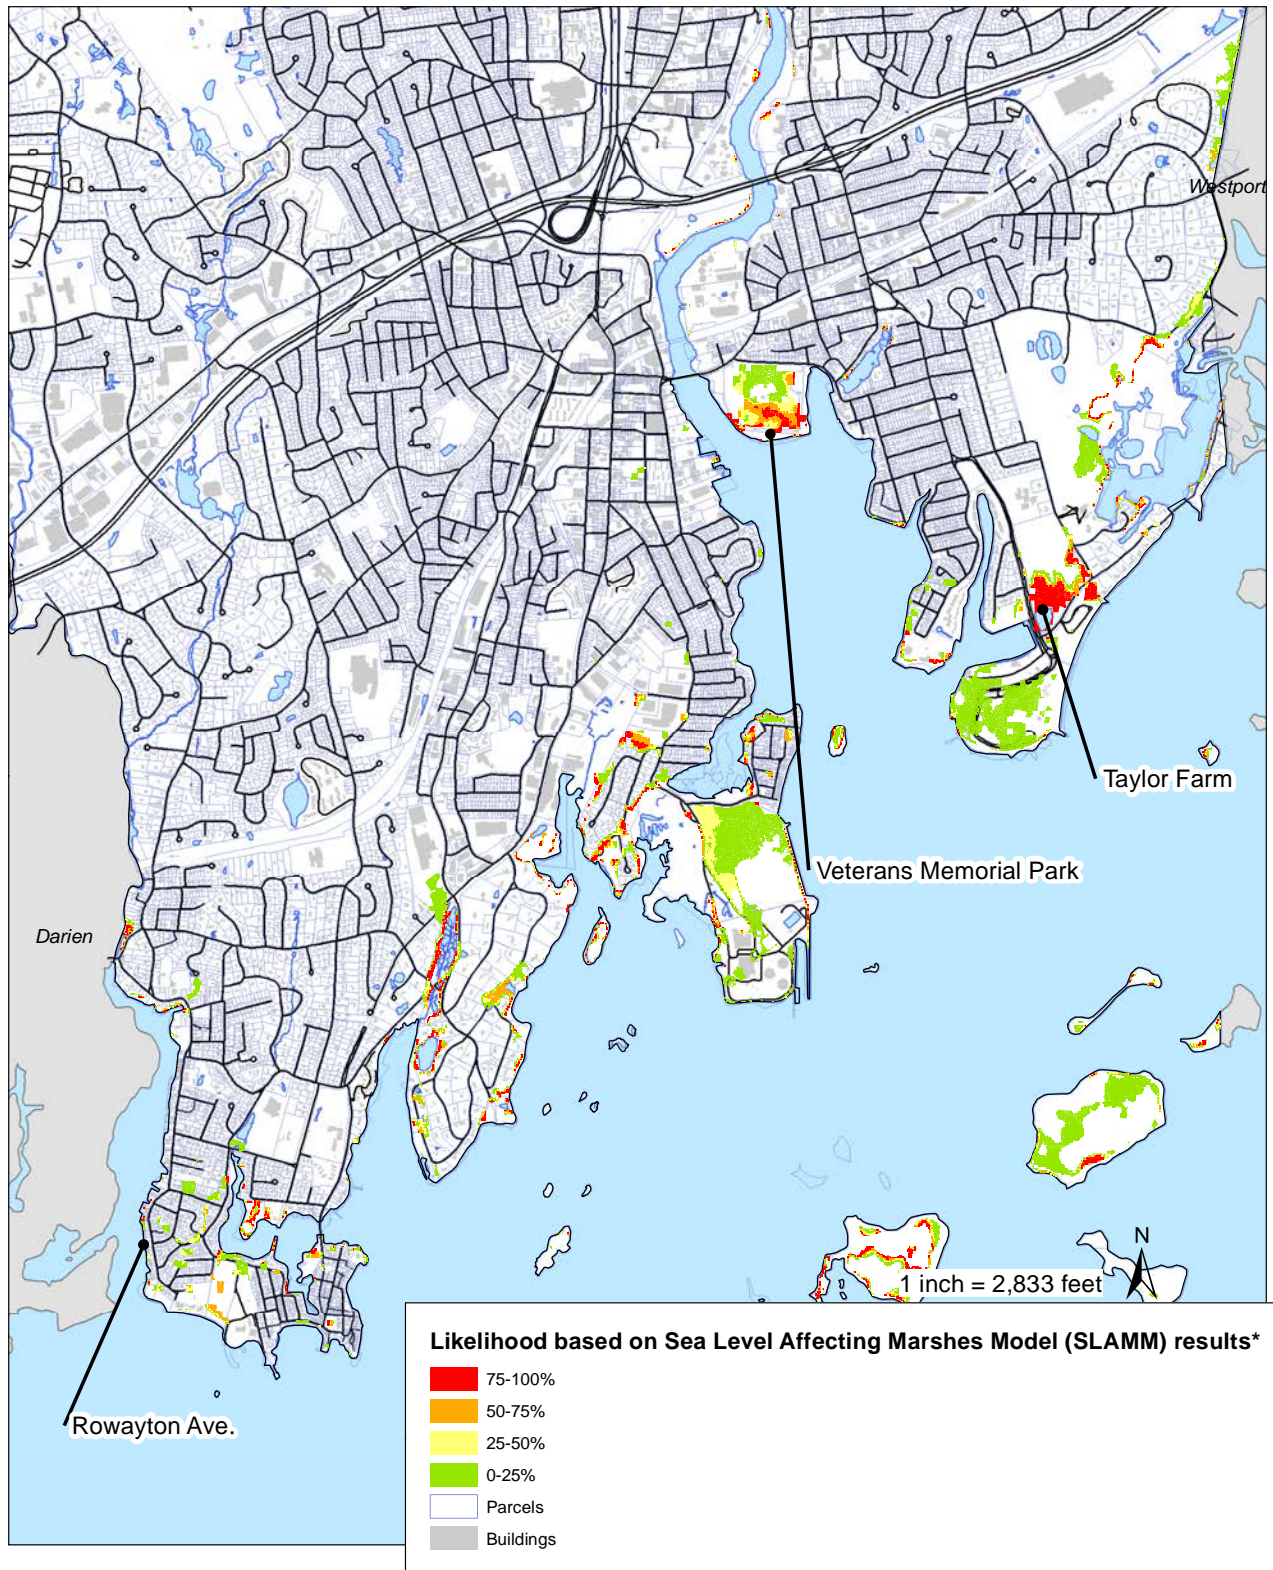 Westport
Taylor Farm
Veterans Memorial Park
Darien
N
1 inch = 2,833 feet
Rowayton Ave.
Likelihood based on Sea Level Affecting Marshes Model (SLAMM) results*
75-100%
50-75%
25-50%
0-25%
Parcels
Buildings